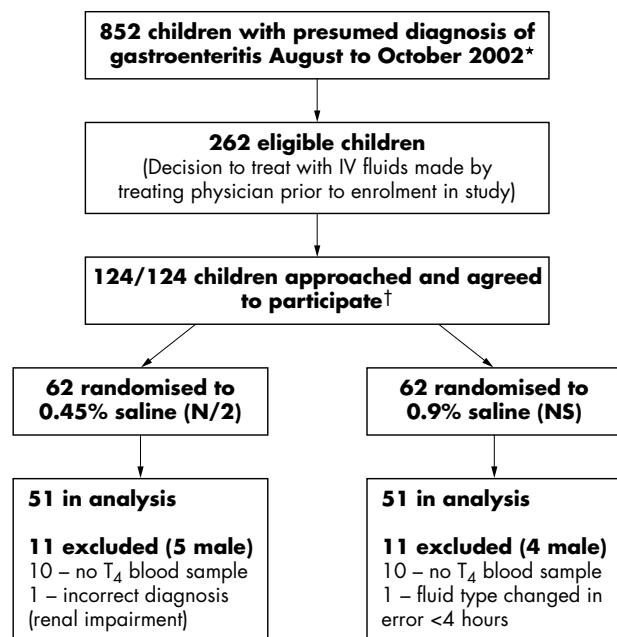 852 children with presumed diagnosis of
gastroenteritis August to October 2002*
262 eligible children
(Decision to treat with IV fluids made by
treating physician prior to enrolment in study)
124/124 children approached and agreed
to participate†
62 randomised to
0.45% saline (N/2)
62 randomised to
0.9% saline (NS)
51 in analysis
11 excluded (5 male)
10 – no T4 blood sample
1 – incorrect diagnosis
(renal impairment)
51 in analysis
11 excluded (4 male)
10 – no T4 blood sample
1 – fluid type changed in
error <4 hours